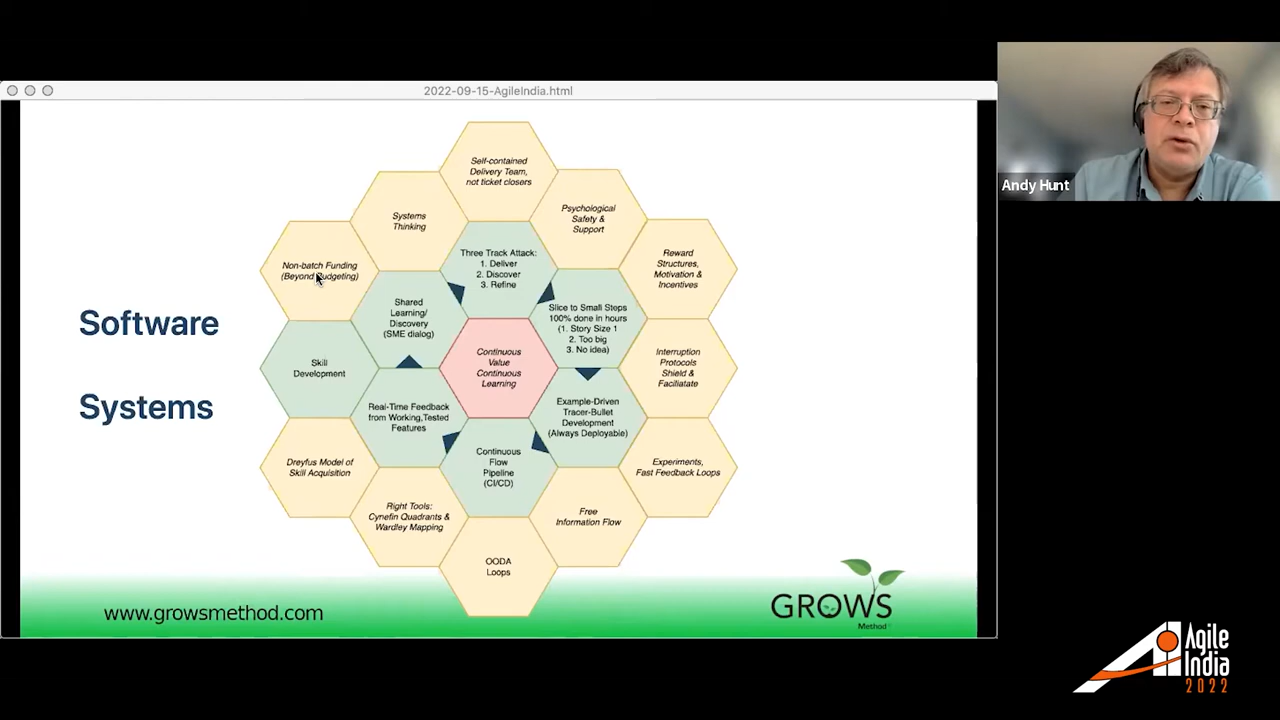 2022-09-15-AgileIndia.html
Andy Hunt
Software
Systems
Self-contained
Delivery Team,
not ticket closers
Systems
Thinking
Psychological
Safety &
Support
Non-batch Funding
(Beyond Budgeting)
Three Track Attack:
1. Deliver
2. Discover
3. Refine
Reward
Structures,
Motivation &
Incentives
Shared
Learning/
Discovery
(SME dialog)
Slice to Small Steps
100% done in hours
(1. Story Size 1
2. Too big
3. No idea)
Skill
Development
Continuous
Value
Continuous
Learning
Interruption
Protocols
Shield &
Faciliatate
Real-Time Feedback
from Working,Tested
Features
Example-Driven
Tracer-Bullet
Development
(Always Deployable)
Dreyfus Model of
Skill Acquisition
Continuous
Flow
Pipeline
(CI/CD)
Experiments,
Fast Feedback Loops
Right Tools:
Cynefin Quadrants &
Wardley Mapping
Free
Information Flow
OODA
Loops
www.growsmethod.com
GROWS
Method
Agile
India
2022